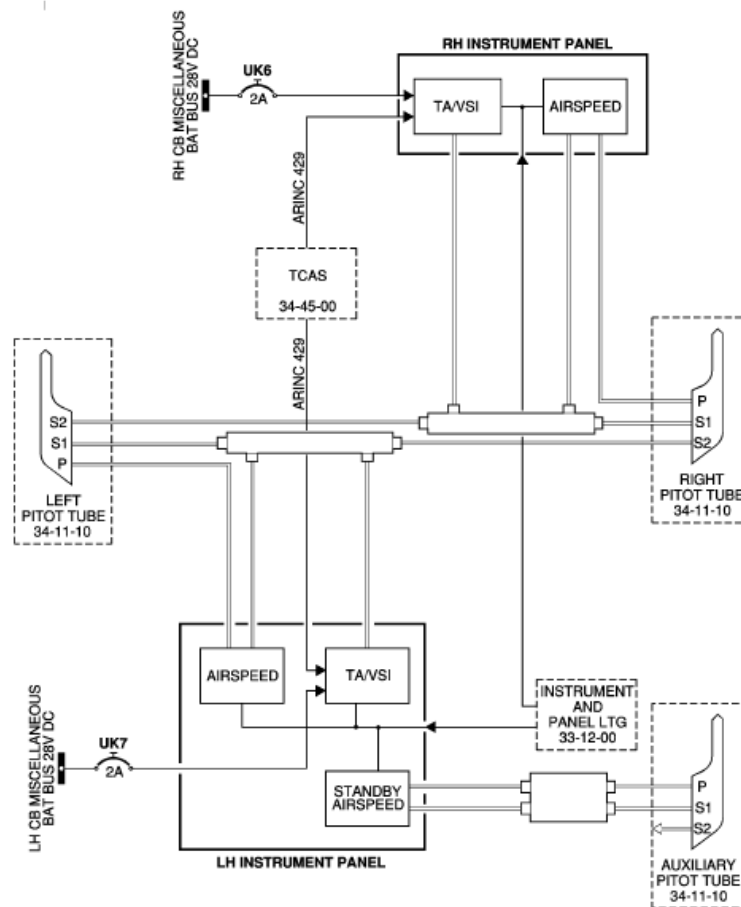 RH INSTRUMENT PANEL
RH CB MISCELLANEOUS
BAT BUS 28V DC
UK6
2A
TA/VSI
AIRSPEED
ARINC 429
TCAS
34-45-00
ARINC 429
S2
S1
P
LEFT
PITOT TUBE
34-11-10
P
S1
S2
RIGHT
PITOT TUBE
34-11-10
LH CB MISCELLANEOUS
BAT BUS 28V DC
UK7
2A
AIRSPEED
TA/VSI
STANDBY
AIRSPEED
LH INSTRUMENT PANEL
INSTRUMENT
AND
PANEL LTG
33-12-00
P
S1
S2
AUXILIARY
PITOT TUBE
34-11-10